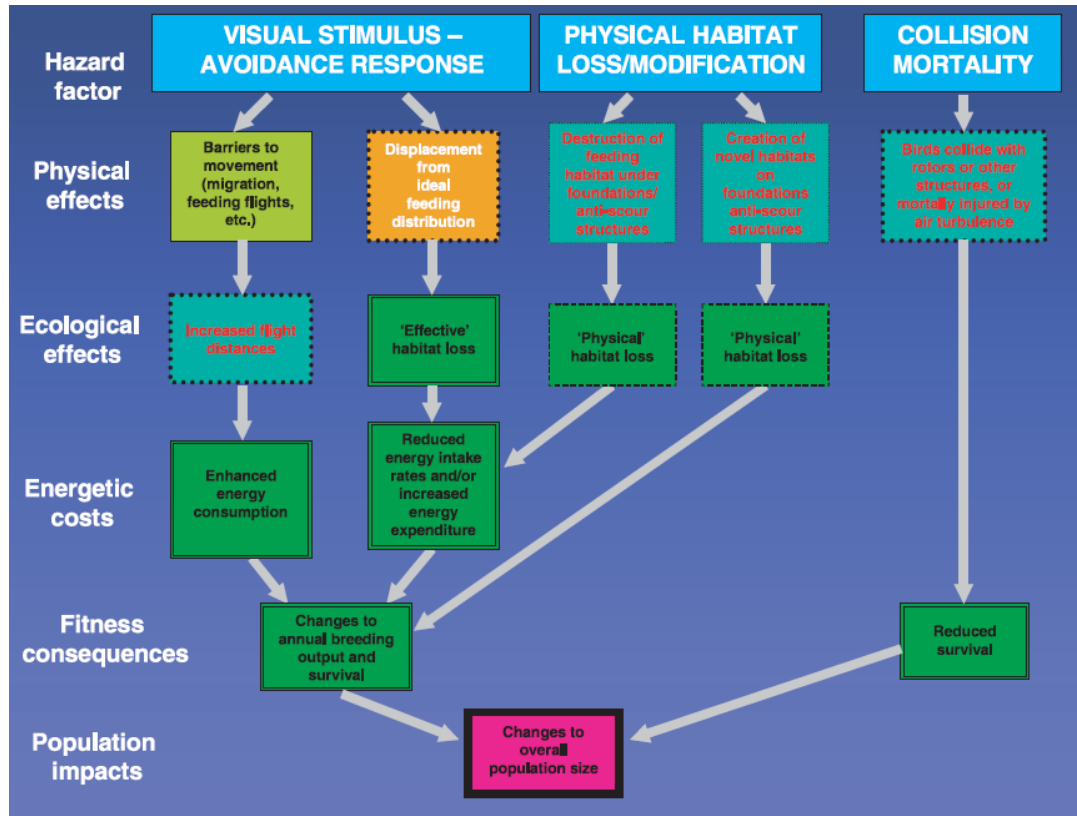 Hazard
factor
VISUAL STIMULUS –
AVOIDANCE RESPONSE
PHYSICAL HABITAT
LOSS/MODIFICATION
COLLISION
MORTALITY
Physical
effects
Barriers to
movement
(migration,
feeding flights,
etc.)
Displacement
from
ideal
feeding
distribution
Destruction of
feeding
habitat under
foundations/
anti-scour
structures
Creation of
novel habitats
on
foundations
anti-scour
structures
Birds collide with
rotors or other
structures, or
mortally injured by
air turbulence
Ecological
effects
Increased flight
distances
‘Effective’
habitat loss
‘Physical’
habitat loss
‘Physical’
habitat loss
Energetic
costs
Enhanced
energy
consumption
Reduced
energy intake
rates and/or
increased
energy
expenditure
Fitness
consequences
Changes to
annual breeding
output and
survival
Reduced
survival
Population
impacts
Changes to
overall
population size